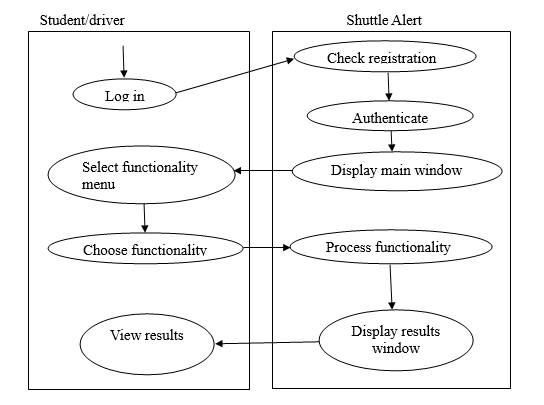 Student/driver
Shuttle Alert
Check registration
Log in
Authenticate
Select functionality
menu
Display main window
Choose functionality
Process functionality
View results
Display results
window